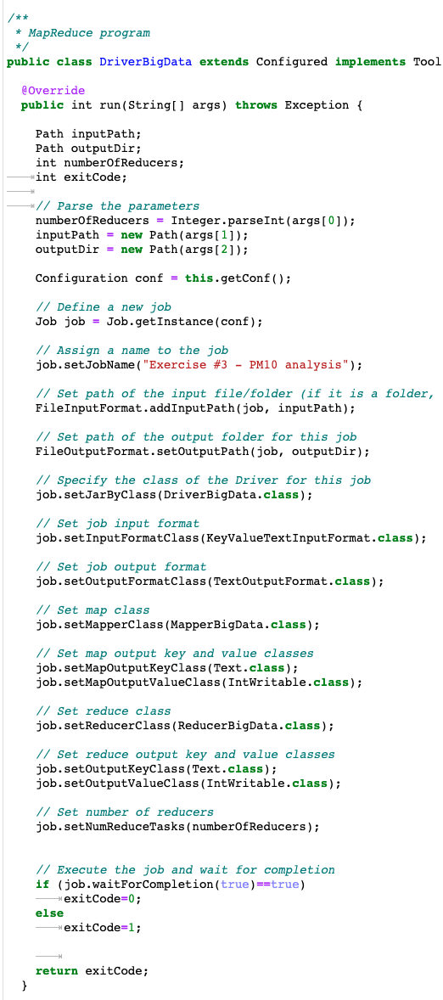 /**
 * MapReduce program
 */
public class DriverBigData extends Configured implements Tool

  @Override
  public int run(String[] args) throws Exception {

    Path inputPath;
    Path outputDir;
    int numberOfReducers;
    int exitCode;

    // Parse the parameters
    numberOfReducers = Integer.parseInt(args[0]);
    inputPath = new Path(args[1]);
    outputDir = new Path(args[2]);

    Configuration conf = this.getConf();

    // Define a new job
    Job job = Job.getInstance(conf);

    // Assign a name to the job
    job.setJobName("Exercise #3 - PM10 analysis");

    // Set path of the input file/folder (if it is a folder,
    FileInputFormat.addInputPath(job, inputPath);

    // Set path of the output folder for this job
    FileOutputFormat.setOutputPath(job, outputDir);

    // Specify the class of the Driver for this job
    job.setJarByClass(DriverBigData.class);

    // Set job input format
    job.setInputFormatClass(KeyValueTextInputFormat.class);

    // Set job output format
    job.setOutputFormatClass(TextOutputFormat.class);

    // Set map class
    job.setMapperClass(MapperBigData.class);

    // Set map output key and value classes
    job.setMapOutputKeyClass(Text.class);
    job.setMapOutputValueClass(IntWritable.class);

    // Set reduce class
    job.setReducerClass(ReducerBigData.class);

    // Set reduce output key and value classes
    job.setOutputKeyClass(Text.class);
    job.setOutputValueClass(IntWritable.class);

    // Set number of reducers
    job.setNumReduceTasks(numberOfReducers);


    // Execute the job and wait for completion
    if (job.waitForCompletion(true)==true)
        exitCode=0;
    else
        exitCode=1;


    return exitCode;
  }